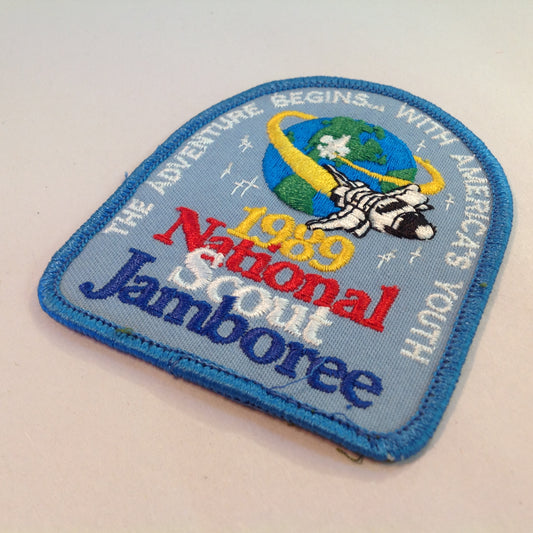 THE ADVENTURE BEGINS... WITH AMERICA'S YOUTH
1989
National
Scout
Jamboree